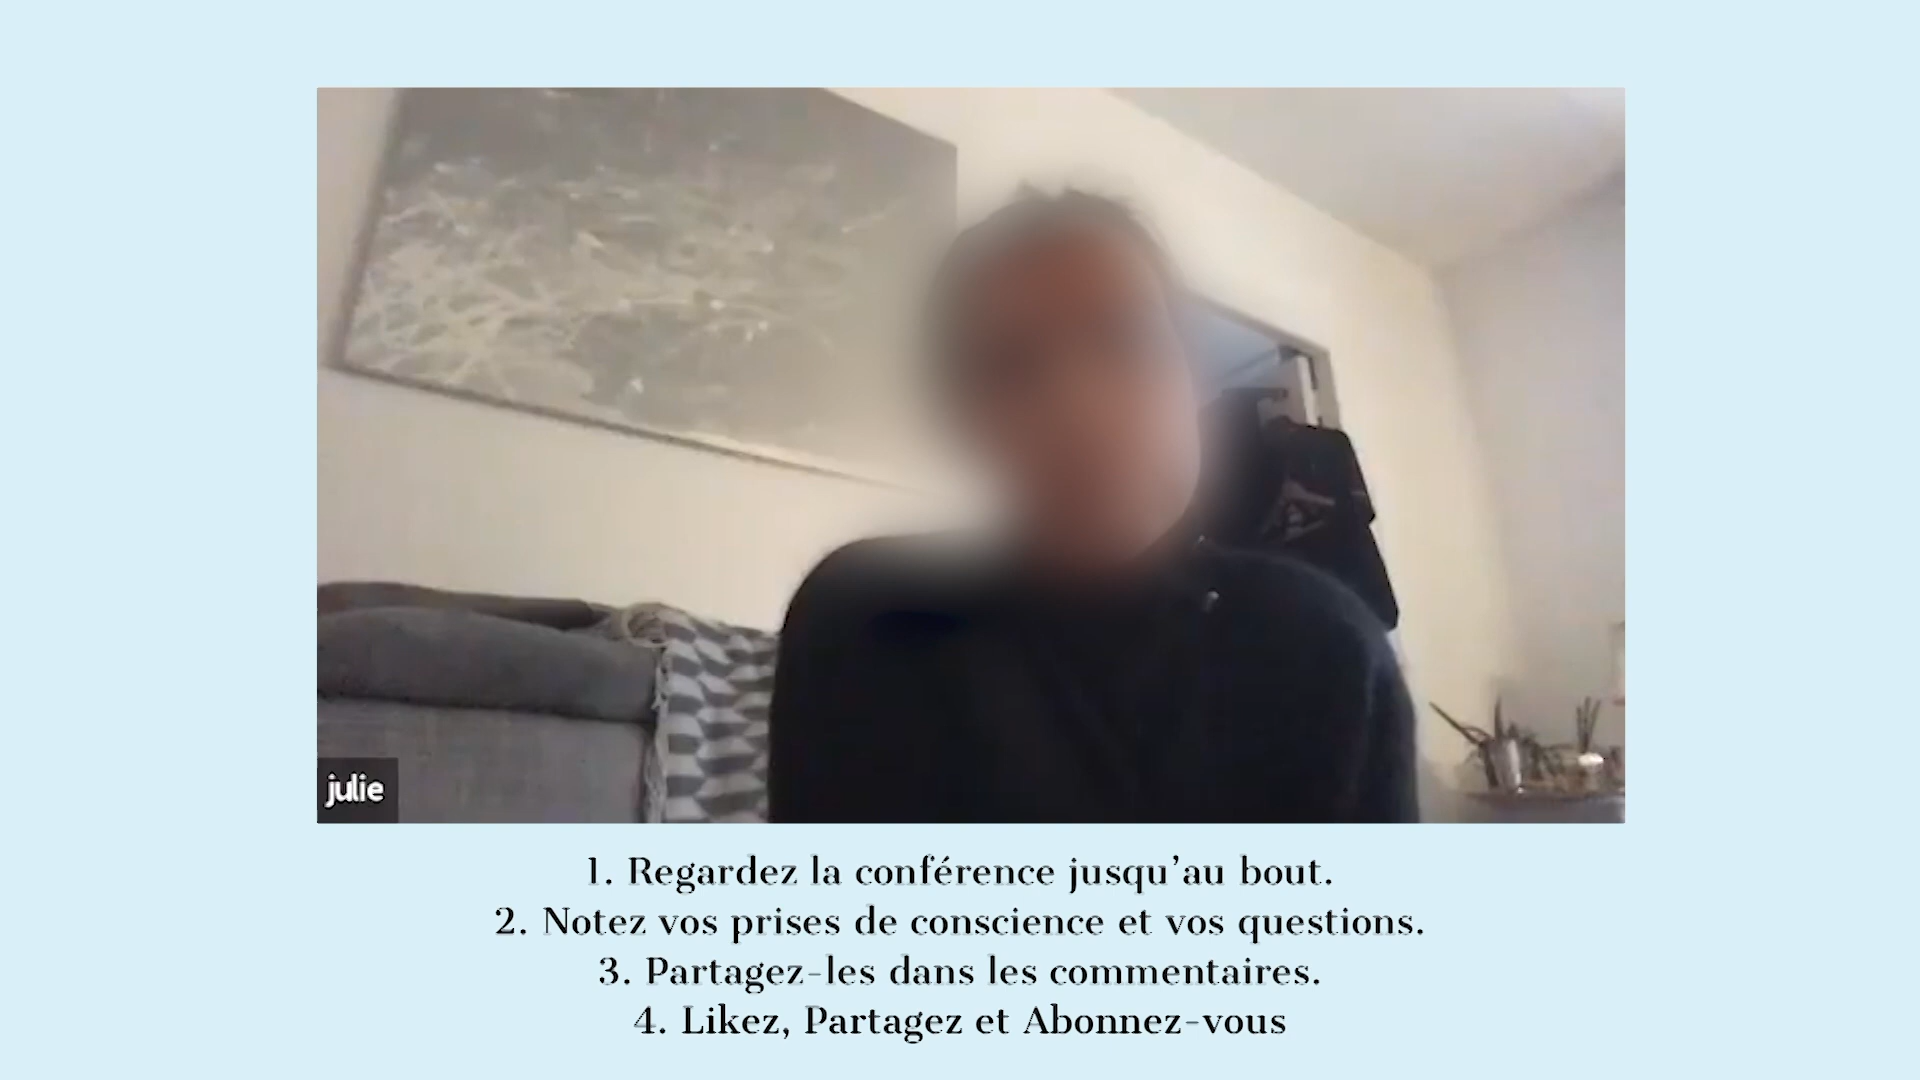 julie
1. Regardez la conférence jusqu'au bout.
2. Notez vos prises de conscience et vos questions.
3. Partagez-les dans les commentaires.
4. Likez, Partagez et Abonnez-vous